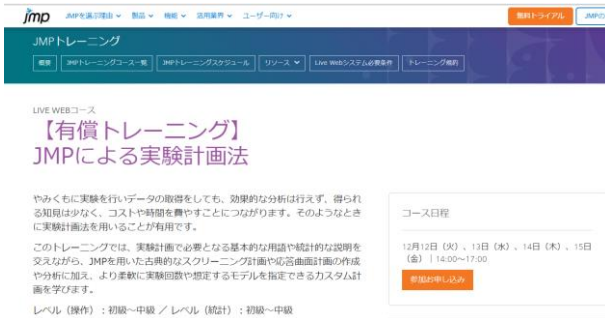 jmp JMPを選ぶ理由 製品 機能 活用業界 ユーザー向け 無料トライアル JMPの
JMPトレーニング
概要 JMPトレーニングコース一覧 JMPトレーニングスケジュール リソース Live Webシステム必要条件 トレーニング規約
LIVE WEBコース
【有償トレーニング】
JMPによる実験計画法
やみくもに実験を行いデータの取得をしても、効果的な分析は行えず、得られ
る知見は少なく、コストや時間を費やすことにつながります。そのようなとき
に実験計画法を用いることが有用です。
このトレーニングでは、実験計画で必要となる基本的な用語や統計的な説明を
交えながら、JMPを用いた古典的なスクリーニング計画や応答曲面計画の作成
や分析に加え、より柔軟に実験回数や想定するモデルを指定できるカスタム計
画を学びます。
レベル（操作）：初級～中級 ／ レベル（統計）：初級～中級
コース日程
12月12日（火）、13日（水）、14日（木）、15日
（金） | 14:00～17:00
参加お申し込み